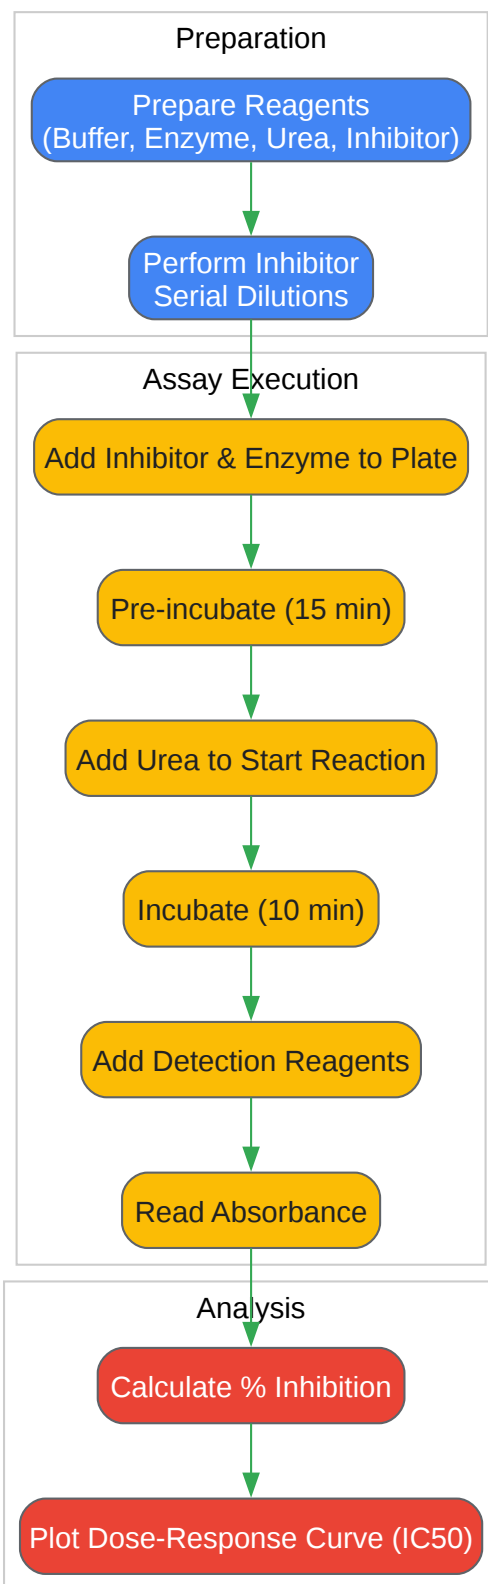 Preparation
Prepare Reagents
(Buffer, Enzyme, Urea, Inhibitor)
Perform Inhibitor
Serial Dilutions
Assay Execution
Add Inhibitor & Enzyme to Plate
Pre-incubate (15 min)
Add Urea to Start Reaction
Incubate (10 min)
Add Detection Reagents
Read Absorbance
Analysis
Calculate % Inhibition
Plot Dose-Response Curve (IC50)